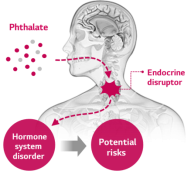 Phthalate
Endocrine
disruptor
Hormone
system
disorder
Potential
risks